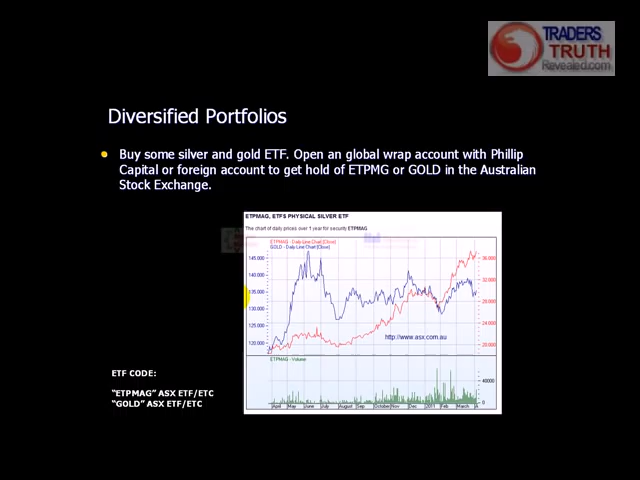 TRADERS
TRUTH
Revealed.com
Diversified Portfolios
Buy some silver and gold ETF. Open an global wrap account with Phillip
Capital or foreign account to get hold of ETPMG or GOLD in the Australian
Stock Exchange.
ETPMAG, ETFS PHYSICAL SILVER ETF
The chart of daily prices over 1 year for security ETPMAG
ETPMAG - Daily Line Chart [Close]
GOLD - Daily Line Chart [Close]
145.000 36.000
140.000 32.000
135.000 28.000
130.000
125.000 24.000
120.000 20.000
http://www.asx.com.au
ETPMAG - Volume
40000
0
April May June July August Sep October Nov Dec 2011 March A
ETF CODE:
"ETPMAG" ASX ETF/ETC
"GOLD" ASX ETF/ETC